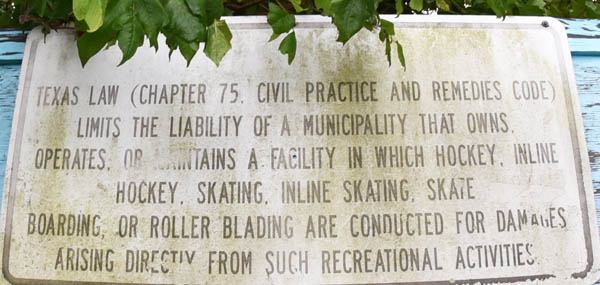 TEXAS LAW (CHAPTER 75, CIVIL PRACTICE AND REMEDIES CODE)
LIMITS THE LIABILITY OF A MUNICIPALITY THAT OWNS,
OPERATES, OR MAINTAINS A FACILITY IN WHICH HOCKEY, INLINE
HOCKEY, SKATING, INLINE SKATING, SKATE
BOARDING, OR ROLLER BLADING ARE CONDUCTED FOR DAMAGES
ARISING DIRECTLY FROM SUCH RECREATIONAL ACTIVITIES